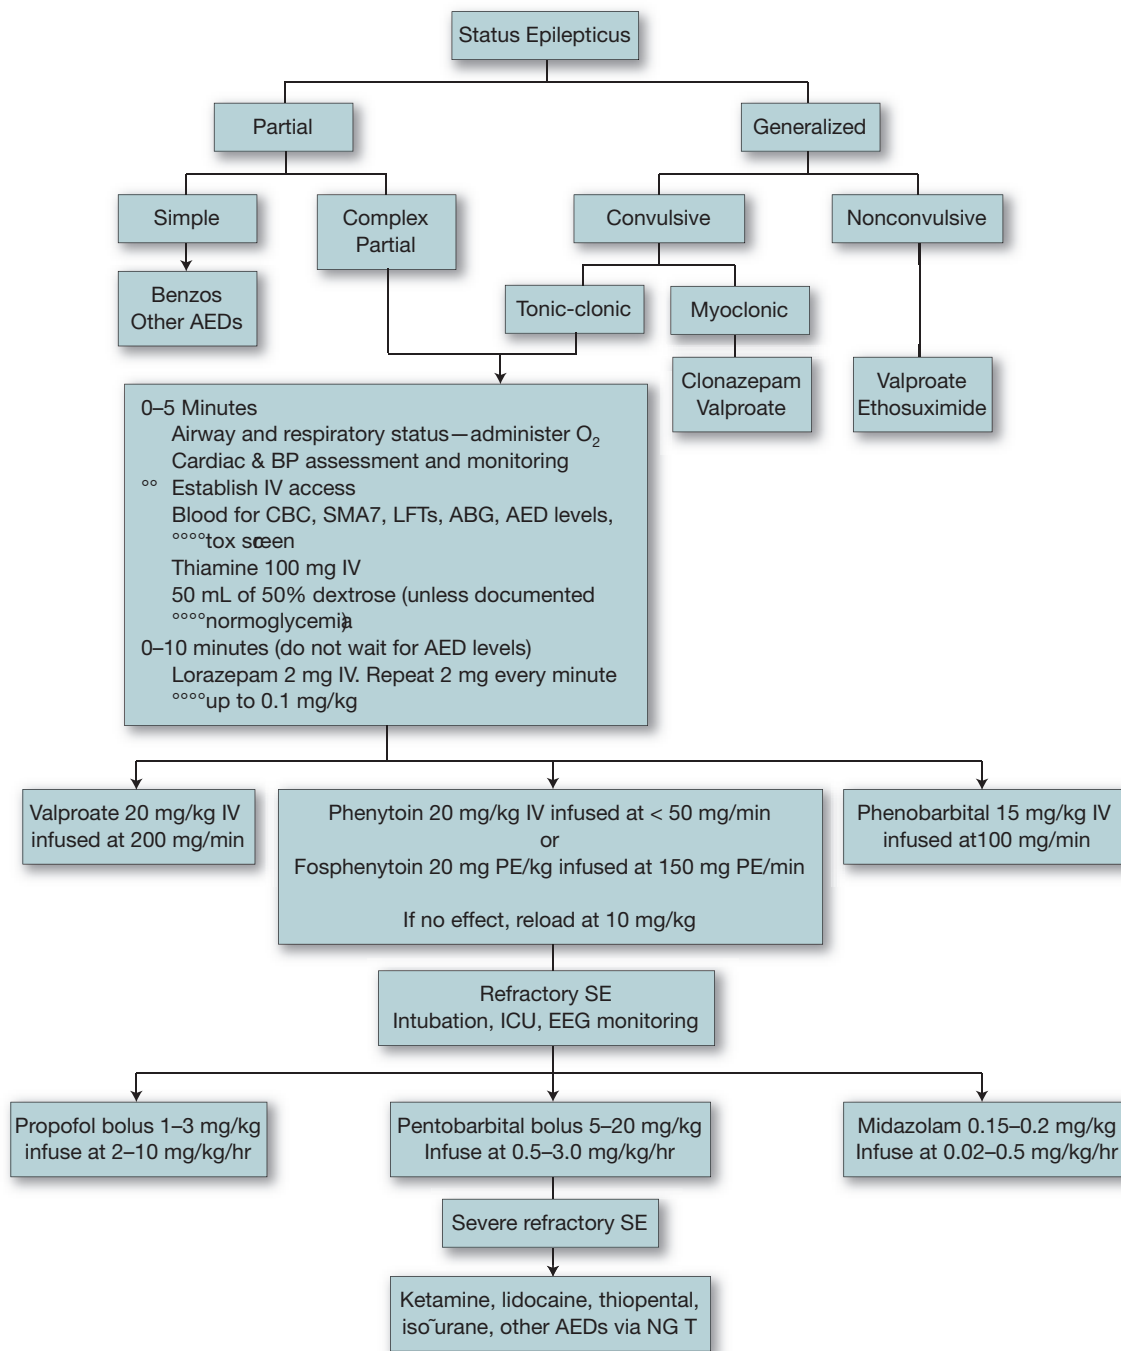 Status Epilepticus
Partial
Generalized
Simple
Complex
Partial
Convulsive
Nonconvulsive
Benzos
Other AEDs
Tonic-clonic
Myoclonic
Clonazepam
Valproate
Valproate
Ethosuximide
0–5 Minutes
Airway and respiratory status—administer O₂
Cardiac & BP assessment and monitoring
°° Establish IV access
Blood for CBC, SMA7, LFTs, ABG, AED levels,
°°°°tox screen
Thiamine 100 mg IV
50 mL of 50% dextrose (unless documented
°°°°normoglycemia)
0–10 minutes (do not wait for AED levels)
Lorazepam 2 mg IV. Repeat 2 mg every minute
°°°°up to 0.1 mg/kg
Valproate 20 mg/kg IV
infused at 200 mg/min
Phenytoin 20 mg/kg IV infused at < 50 mg/min
or
Fosphenytoin 20 mg PE/kg infused at 150 mg PE/min
If no effect, reload at 10 mg/kg
Phenobarbital 15 mg/kg IV
infused at100 mg/min
Refractory SE
Intubation, ICU, EEG monitoring
Propofol bolus 1–3 mg/kg
infuse at 2–10 mg/kg/hr
Pentobarbital bolus 5–20 mg/kg
Infuse at 0.5–3.0 mg/kg/hr
Midazolam 0.15–0.2 mg/kg
Infuse at 0.02–0.5 mg/kg/hr
Severe refractory SE
Ketamine, lidocaine, thiopental,
iso˜urane, other AEDs via NG T